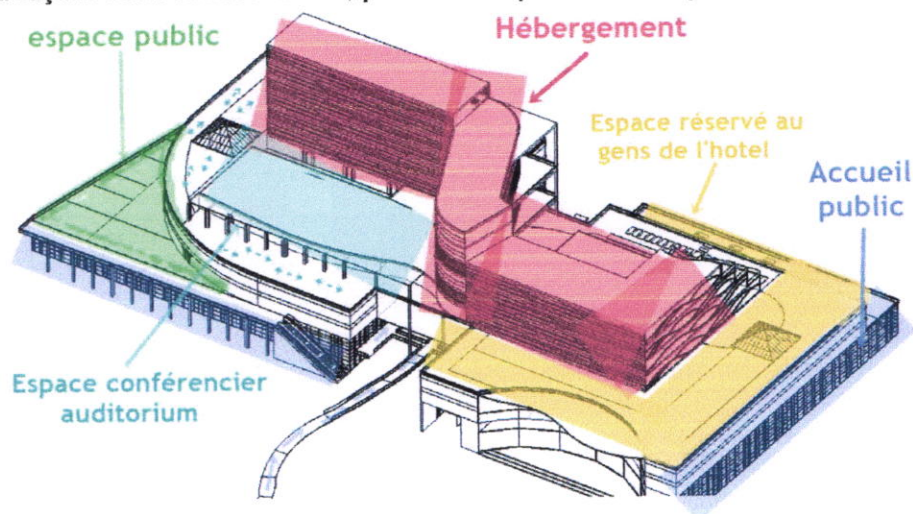 espace public
Hébergement
Espace réservé au
gens de l'hotel
Accueil
public
Espace conférencier
auditorium